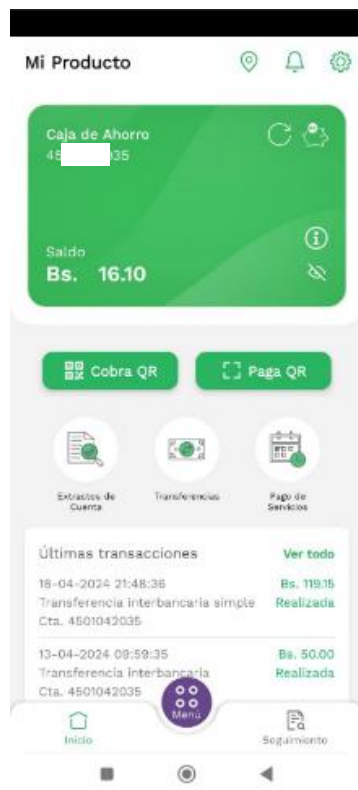 Mi Producto
Caja de Ahorro
45 035
Saldo
Bs. 16.10
Cobra QR
Paga QR
Extractos de
Cuenta
Transferencias
Pago de
Servicios
Últimas transacciones Ver todo
18-04-2024 21:48:36 Bs. 119.15
Transferencia interbancaria simple Realizada
Cta. 4501042035
13-04-2024 09:59:35 Bs. 50.00
Transferencia interbancaria Realizada
Cta. 4501042035
Menú
Inicio
Seguimiento